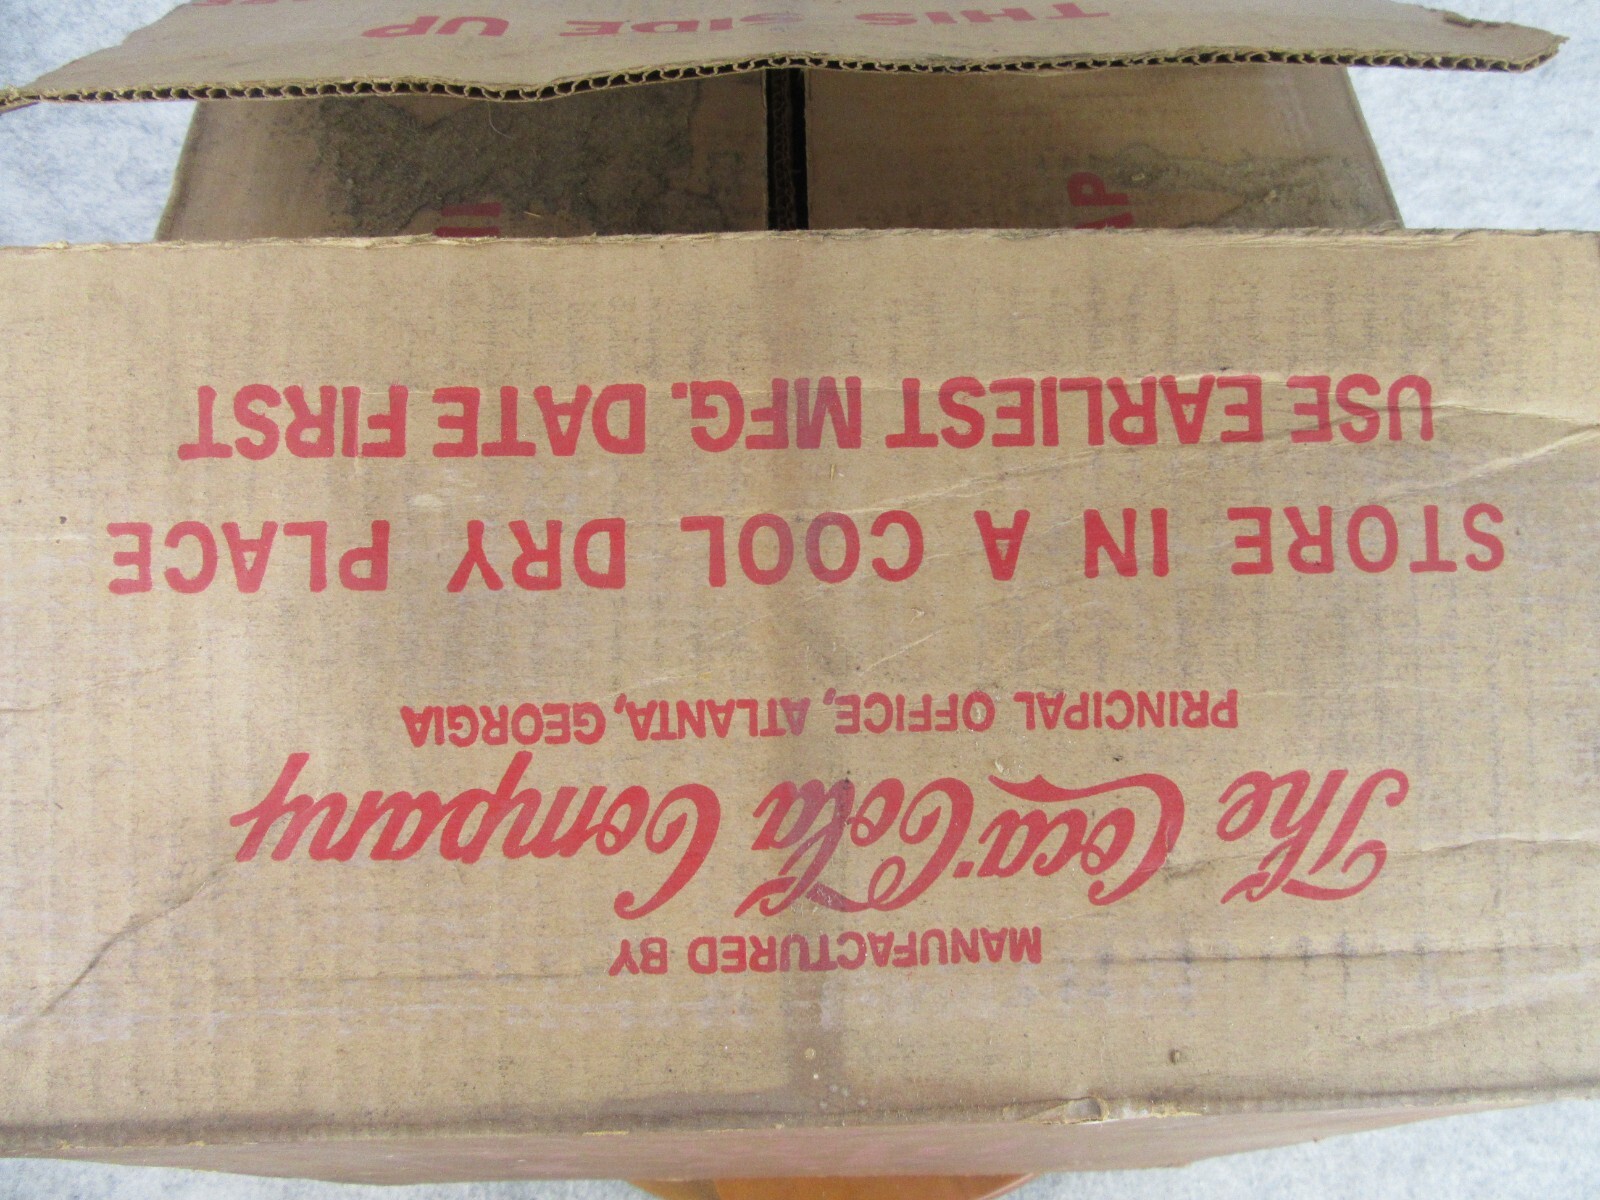 THIS SIDE UP
MANUFACTURED BY
The Coca-Cola Company
PRINCIPAL OFFICE, ATLANTA, GEORGIA
STORE IN A COOL DRY PLACE
USE EARLIEST MFG. DATE FIRST